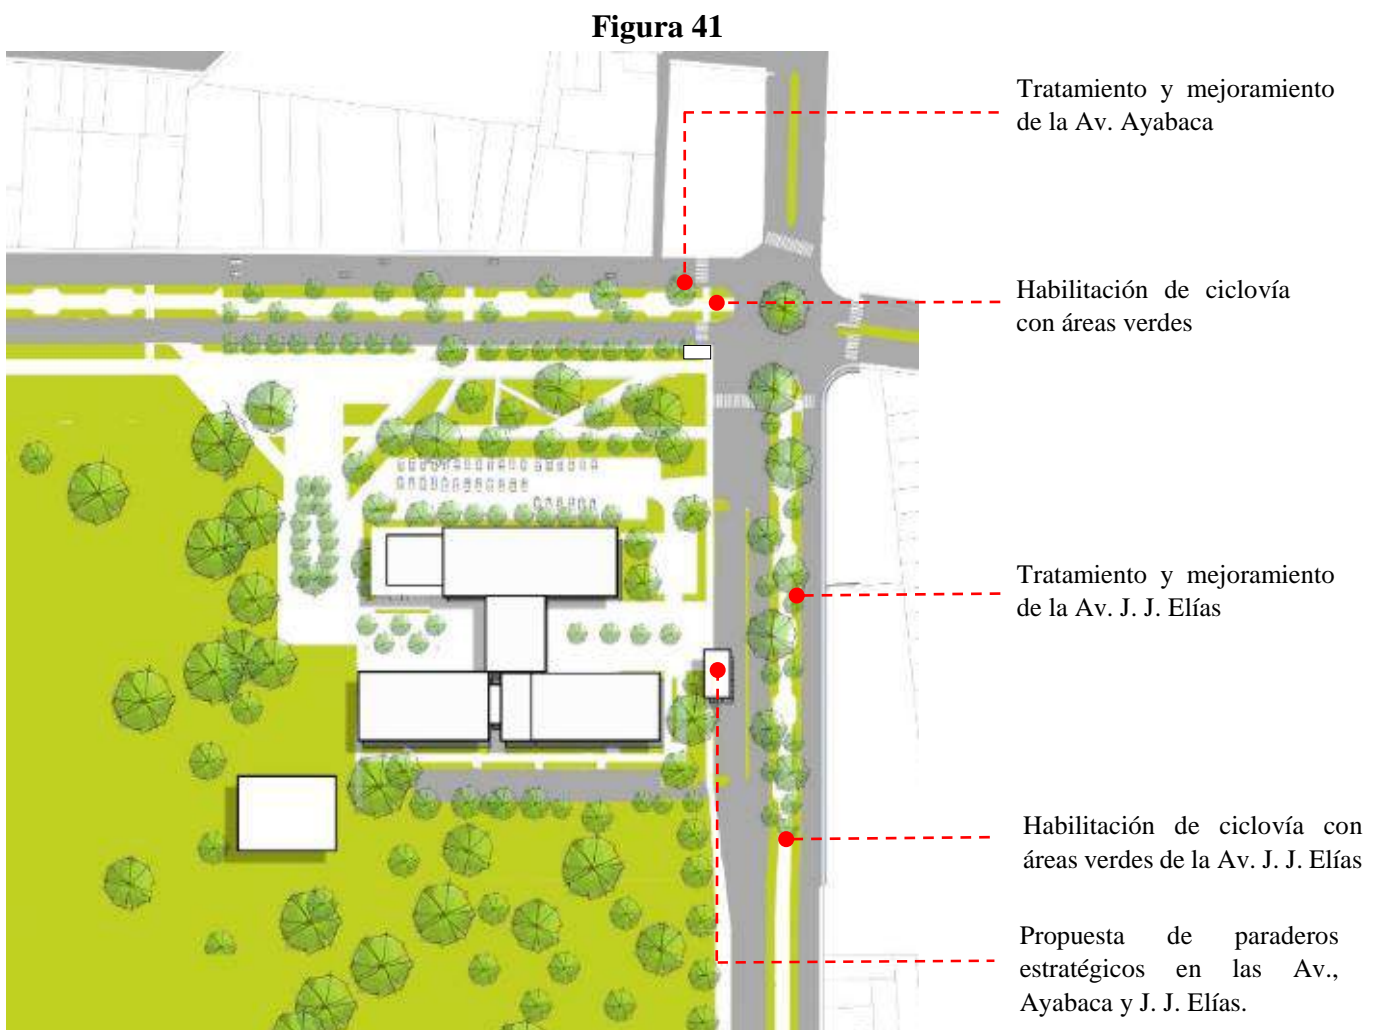 Figura 41
Tratamiento y mejoramiento
de la Av. Ayabaca
Habilitación de ciclovía
con áreas verdes
Tratamiento y mejoramiento
de la Av. J. J. Elías
Habilitación de ciclovía con
áreas verdes de la Av. J. J. Elías
Propuesta de paraderos
estratégicos en las Av.,
Ayabaca y J. J. Elías.